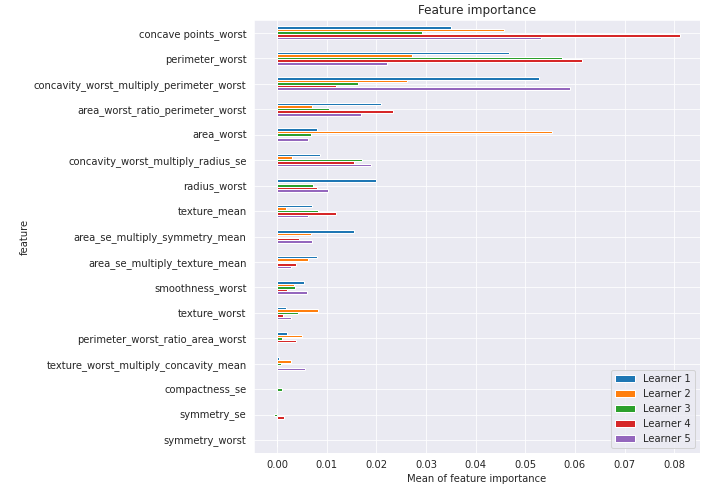 Feature importance
concave points_worst
perimeter_worst
concavity_worst_multiply_perimeter_worst
area_worst_ratio_perimeter_worst
area_worst
concavity_worst_multiply_radius_se
radius_worst
texture_mean
area_se_multiply_symmetry_mean
area_se_multiply_texture_mean
smoothness_worst
texture_worst
perimeter_worst_ratio_area_worst
texture_worst_multiply_concavity_mean
compactness_se
symmetry_se
symmetry_worst
feature
Learner 1
Learner 2
Learner 3
Learner 4
Learner 5
0.00 0.01 0.02 0.03 0.04 0.05 0.06 0.07 0.08
Mean of feature importance